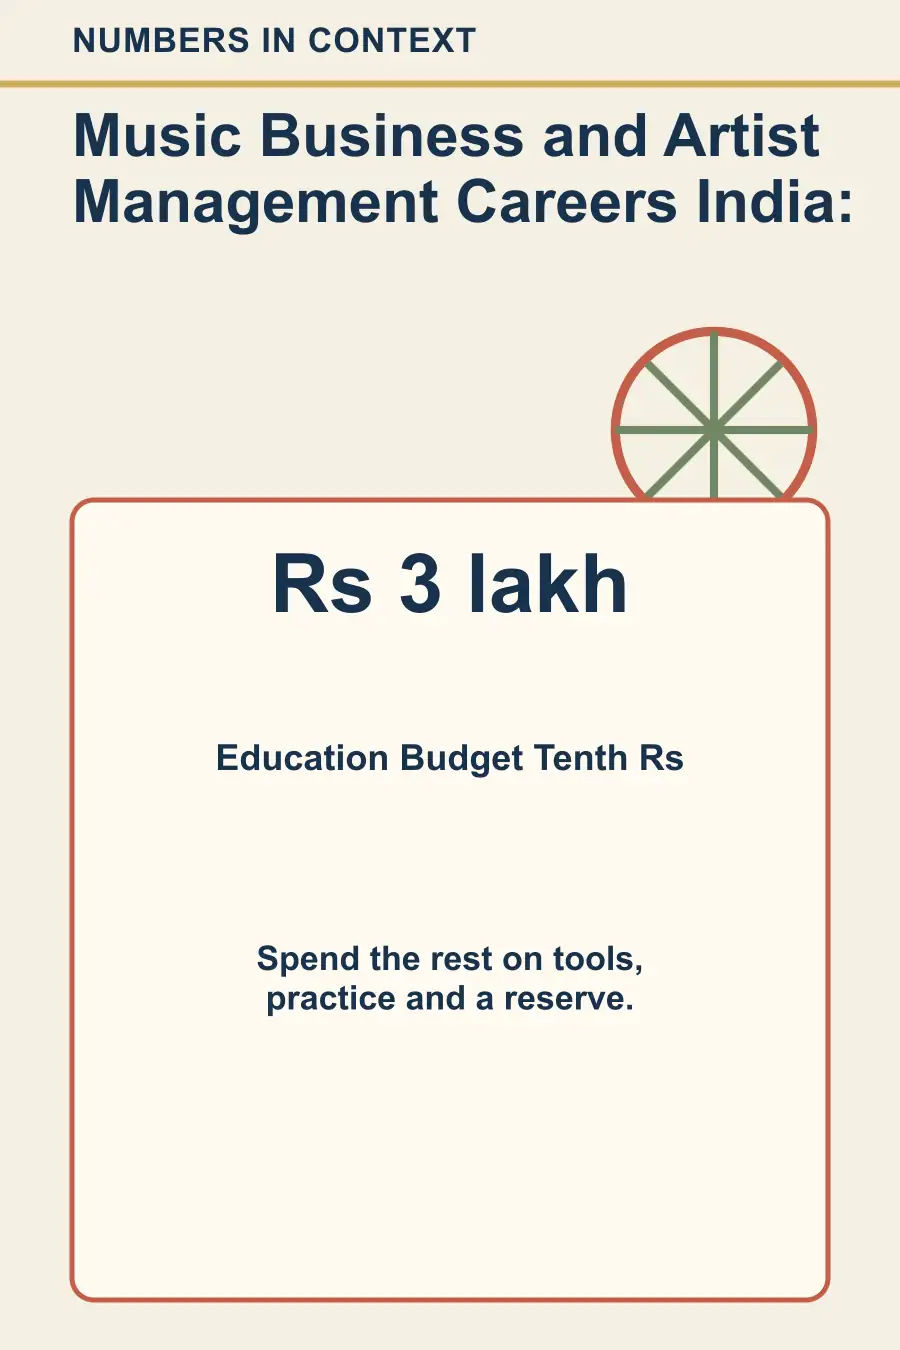 NUMBERS IN CONTEXT
Music Business and Artist
Management Careers India:
Rs 3 lakh
Education Budget Tenth Rs
Spend the rest on tools,
practice and a reserve.